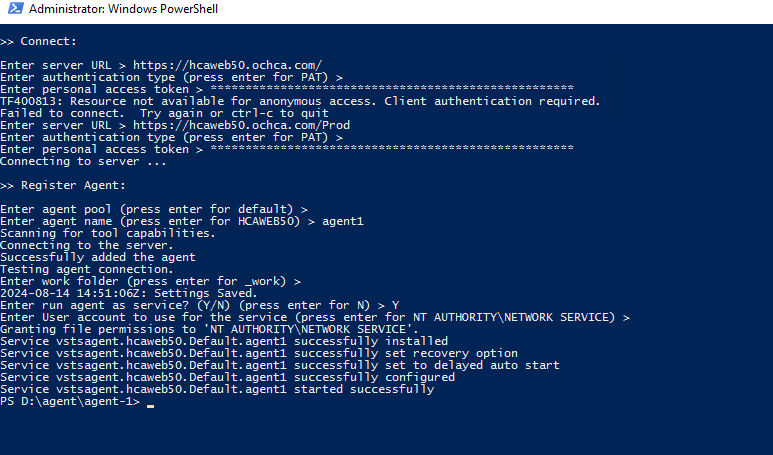 Administrator: Windows PowerShell
>> Connect:
Enter server URL > https://hcaweb50.ochca.com/
Enter authentication type (press enter for PAT) >
Enter personal access token > ****************************************************
TF400813: Resource not available for anonymous access. Client authentication required.
Failed to connect.  Try again or ctrl-c to quit
Enter server URL > https://hcaweb50.ochca.com/Prod
Enter authentication type (press enter for PAT) >
Enter personal access token > ****************************************************
Connecting to server ...
>> Register Agent:
Enter agent pool (press enter for default) >
Enter agent name (press enter for HCAWEB50) > agent1
Scanning for tool capabilities.
Connecting to the server.
Successfully added the agent
Testing agent connection.
Enter work folder (press enter for _work) >
2024-08-14 14:51:06Z: Settings Saved.
Enter run agent as service? (Y/N) (press enter for N) > Y
Enter User account to use for the service (press enter for NT AUTHORITY\NETWORK SERVICE) >
Granting file permissions to 'NT AUTHORITY\NETWORK SERVICE'.
Service vstsagent.hcaweb50.Default.agent1 successfully installed
Service vstsagent.hcaweb50.Default.agent1 successfully set recovery option
Service vstsagent.hcaweb50.Default.agent1 successfully set to delayed auto start
Service vstsagent.hcaweb50.Default.agent1 successfully configured
Service vstsagent.hcaweb50.Default.agent1 started successfully
PS D:\agent\agent-1>